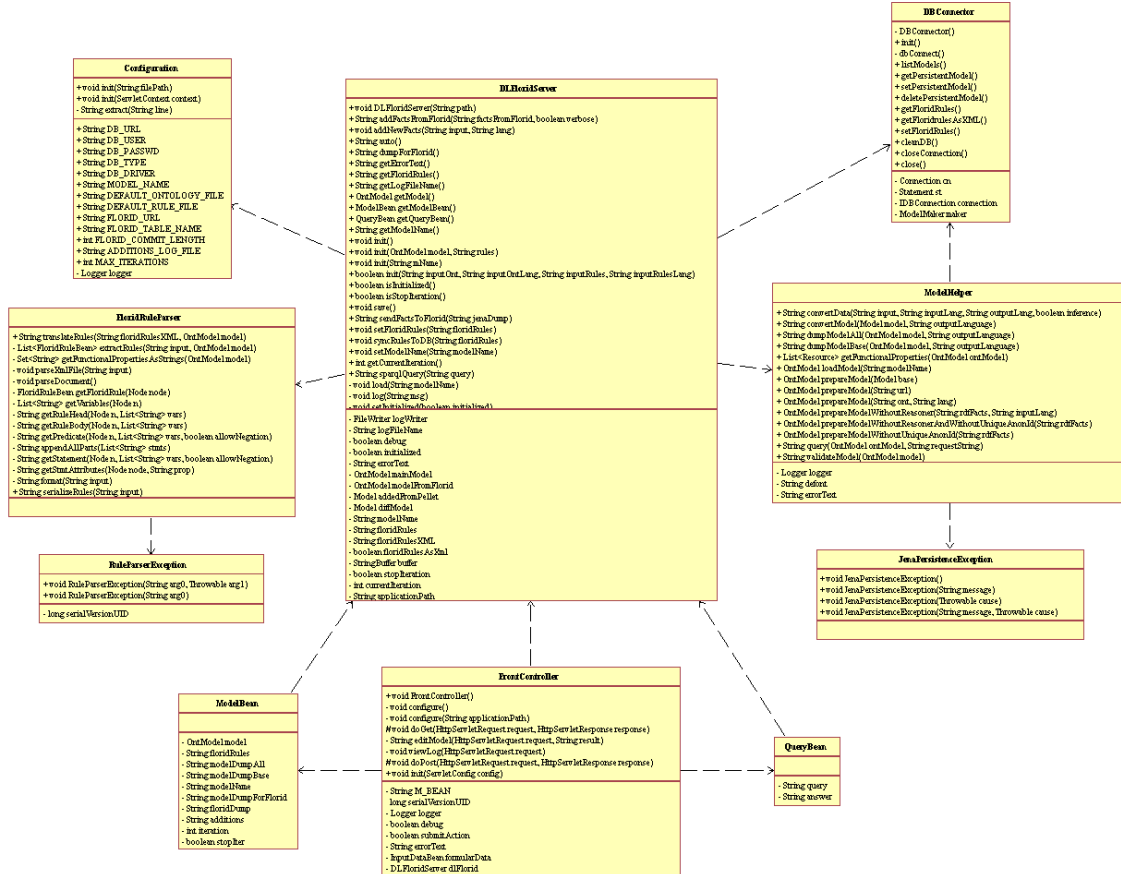 DBConnector
- DBConnector()
+ init()
- dbConnect()
+ listModels()
+ getPersistentModel()
+ setPersistentModel()
+ deletePersistentModel()
+ getFloridRules()
+ getFloridrulesAsXML()
+ setFloridRules()
+ cleanDB()
+ closeConnection()
+ close()
- Connection cn
- Statement st
- IDBConnection connection
- ModelMaker maker
Configuration
+ void init(String filePath)
+ void init(ServletContext context)
- String extract(String line)
+ String DB_URL
+ String DB_USER
+ String DB_PASSWD
+ String DB_TYPE
+ String DB_DRIVER
+ String MODEL_NAME
+ String DEFAULT_ONTOLOGY_FILE
+ String DEFAULT_RULE_FILE
+ String FLORID_URL
+ String FLORID_TABLE_NAME
+ int FLORID_COMMIT_LENGTH
+ String ADDITIONS_LOG_FILE
+ int MAX_ITERATIONS
- Logger logger
DLFloridServer
+ void DLFloridServer(String path)
+ String addFactsFromFlorid(String factsFromFlorid, boolean verbose)
+ void addNewFacts(String input, String lang)
+ String auto()
+ String dumpForFlorid()
+ String getErrorText()
+ String getFloridRules()
+ String getLogFileName()
+ OntModel getModel()
+ ModelBean getModelBean()
+ QueryBean getQueryBean()
+ String getModelName()
+ void init()
+ void init(OntModel model, String rules)
+ void init(String mName)
+ boolean init(String inputOnt, String inputOntLang, String inputRules, String inputRulesLang)
+ boolean isInitialized()
+ boolean isStopIteration()
+ void save()
+ String sendFactsToFlorid(String jenaDump)
+ void setFloridRules(String floridRules)
+ void syncRulesToDB(String floridRules)
+ void setModelName(String modelName)
+ int getCurrentIteration()
+ String sparqlQuery(String query)
- void load(String modelName)
- void log(String msg)
- void setInitialized(boolean initialized)
- FileWriter logWriter
- String logFileName
- boolean debug
- boolean initialized
- String errorText
- OntModel mainModel
- OntModel modelFromFlorid
- Model addedFromPellet
- Model diffModel
- String modelName
- String floridRules
- String floridRulesXML
- boolean floridRulesAsXml
- StringBuffer buffer
- boolean stopIteration
- int currentIteration
- String applicationPath
ModelHelper
+ String convertData(String input, String inputLang, String outputLang, boolean inference)
+ String convertModel(Model model, String outputLanguage)
+ String dumpModelAll(OntModel model, String outputLanguage)
+ String dumpModelBase(OntModel model, String outputLanguage)
+ List<Resource> getFunctionalProperties(OntModel ontModel)
+ OntModel loadModel(String modelName)
+ OntModel prepareModel(Model base)
+ OntModel prepareModel(String url)
+ OntModel prepareModel(String ont, String lang)
+ OntModel prepareModelWithoutReasoner(String rdfFacts, String inputLang)
+ OntModel prepareModelWithoutReasonerAndWithoutUniqueAnonId(String rdfFacts)
+ OntModel prepareModelWithoutUniqueAnonId(String rdfFacts)
+ String query(OntModel ontModel, String requestString)
+ String validateModel(OntModel model)
- Logger logger
- String defont
- String errorText
FloridRuleParser
+ String translateRules(String floridRulesXML, OntModel model)
- List<FloridRuleBean> extractRules(String input, OntModel model)
- Set<String> getFunctionalPropertiesAsStrings(OntModel model)
- void parseXmlFile(String input)
- void parseDocument()
- FloridRuleBean getFloridRule(Node node)
- List<String> getVariables(Node n)
- String getRuleHead(Node n, List<String> vars)
- String getRuleBody(Node n, List<String> vars)
- String getPredicate(Node n, List<String> vars, boolean allowNegation)
- String appendAllParts(List<String> stmts)
- String getStatement(Node n, List<String> vars, boolean allowNegation)
- String getStmtAttributes(Node node, String prop)
- String format(String input)
+ String serializeRules(String input)
RuleParserException
+ void RuleParserException(String arg0, Throwable arg1)
+ void RuleParserException(String arg0)
- long serialVersionUID
JenaPersistenceException
+ void JenaPersistenceException()
+ void JenaPersistenceException(String message)
+ void JenaPersistenceException(Throwable cause)
+ void JenaPersistenceException(String message, Throwable cause)
ModelBean
- OntModel model
- String floridRules
- String modelDumpAll
- String modelDumpBase
- String modelName
- String modelDumpForFlorid
- String floridDump
- String additions
- int iteration
- boolean stopIter
FrontController
+ void FrontController()
- void configure()
- void configure(String applicationPath)
# void doGet(HttpServletRequest request, HttpServletResponse response)
- String editModel(HttpServletRequest request, String result)
- void viewLog(HttpServletRequest request)
# void doPost(HttpServletRequest request, HttpServletResponse response)
+ void init(ServletConfig config)
- String M_BEAN
long serialVersionUID
- Logger logger
- boolean debug
- boolean submitAction
- String errorText
- InputDataBean formularData
- DLFloridServer dlFlorid
QueryBean
- String query
- String answer